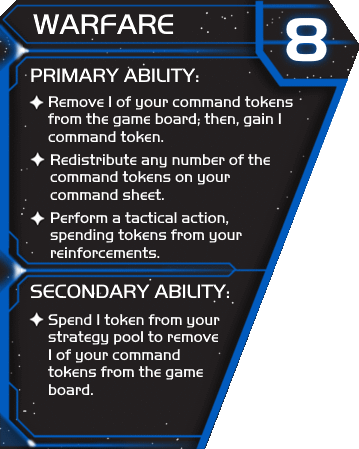 WARFARE
8
PRIMARY ABILITY:
Remove 1 of your command tokens
from the game board; then, gain 1
command token.
Redistribute any number of the
command tokens on your
command sheet.
Perform a tactical action,
spending tokens from your
reinforcements.
SECONDARY ABILITY:
Spend 1 token from your
strategy pool to remove
1 of your command
tokens from the game
board.